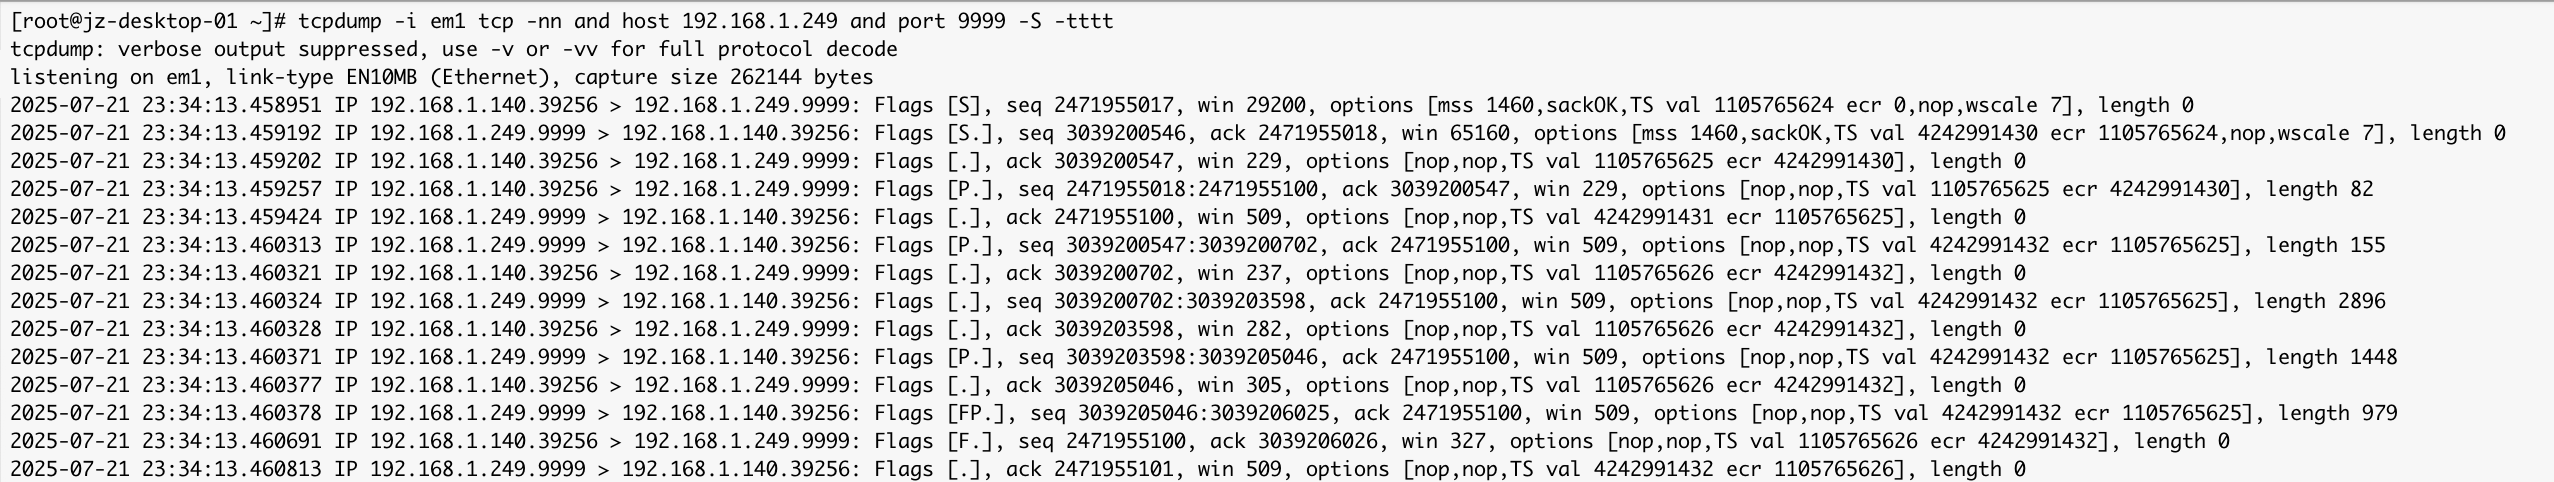 [root@jz-desktop-01 ~]# tcpdump -i em1 tcp -nn and host 192.168.1.249 and port 9999 -S -tttt
tcpdump: verbose output suppressed, use -v or -vv for full protocol decode
listening on em1, link-type EN10MB (Ethernet), capture size 262144 bytes
2025-07-21 23:34:13.458951 IP 192.168.1.140.39256 > 192.168.1.249.9999: Flags [S], seq 2471955017, win 29200, options [mss 1460,sackOK,TS val 1105765624 ecr 0,nop,wscale 7], length 0
2025-07-21 23:34:13.459192 IP 192.168.1.249.9999 > 192.168.1.140.39256: Flags [S.], seq 3039200546, ack 2471955018, win 65160, options [mss 1460,sackOK,TS val 4242991430 ecr 1105765624,nop,wscale 7], length 0
2025-07-21 23:34:13.459202 IP 192.168.1.140.39256 > 192.168.1.249.9999: Flags [.], ack 3039200547, win 229, options [nop,nop,TS val 1105765625 ecr 4242991430], length 0
2025-07-21 23:34:13.459257 IP 192.168.1.140.39256 > 192.168.1.249.9999: Flags [P.], seq 2471955018:2471955100, ack 3039200547, win 229, options [nop,nop,TS val 1105765625 ecr 4242991430], length 82
2025-07-21 23:34:13.459424 IP 192.168.1.249.9999 > 192.168.1.140.39256: Flags [.], ack 2471955100, win 509, options [nop,nop,TS val 4242991431 ecr 1105765625], length 0
2025-07-21 23:34:13.460313 IP 192.168.1.249.9999 > 192.168.1.140.39256: Flags [P.], seq 3039200547:3039200702, ack 2471955100, win 509, options [nop,nop,TS val 4242991432 ecr 1105765625], length 155
2025-07-21 23:34:13.460321 IP 192.168.1.140.39256 > 192.168.1.249.9999: Flags [.], ack 3039200702, win 237, options [nop,nop,TS val 1105765626 ecr 4242991432], length 0
2025-07-21 23:34:13.460324 IP 192.168.1.249.9999 > 192.168.1.140.39256: Flags [.], seq 3039200702:3039203598, ack 2471955100, win 509, options [nop,nop,TS val 4242991432 ecr 1105765625], length 2896
2025-07-21 23:34:13.460328 IP 192.168.1.140.39256 > 192.168.1.249.9999: Flags [.], ack 3039203598, win 282, options [nop,nop,TS val 1105765626 ecr 4242991432], length 0
2025-07-21 23:34:13.460371 IP 192.168.1.249.9999 > 192.168.1.140.39256: Flags [P.], seq 3039203598:3039205046, ack 2471955100, win 509, options [nop,nop,TS val 4242991432 ecr 1105765625], length 1448
2025-07-21 23:34:13.460377 IP 192.168.1.140.39256 > 192.168.1.249.9999: Flags [.], ack 3039205046, win 305, options [nop,nop,TS val 1105765626 ecr 4242991432], length 0
2025-07-21 23:34:13.460378 IP 192.168.1.249.9999 > 192.168.1.140.39256: Flags [FP.], seq 3039205046:3039206025, ack 2471955100, win 509, options [nop,nop,TS val 4242991432 ecr 1105765625], length 979
2025-07-21 23:34:13.460691 IP 192.168.1.140.39256 > 192.168.1.249.9999: Flags [F.], seq 2471955100, ack 3039206026, win 327, options [nop,nop,TS val 1105765626 ecr 4242991432], length 0
2025-07-21 23:34:13.460813 IP 192.168.1.249.9999 > 192.168.1.140.39256: Flags [.], ack 2471955101, win 509, options [nop,nop,TS val 4242991432 ecr 1105765626], length 0